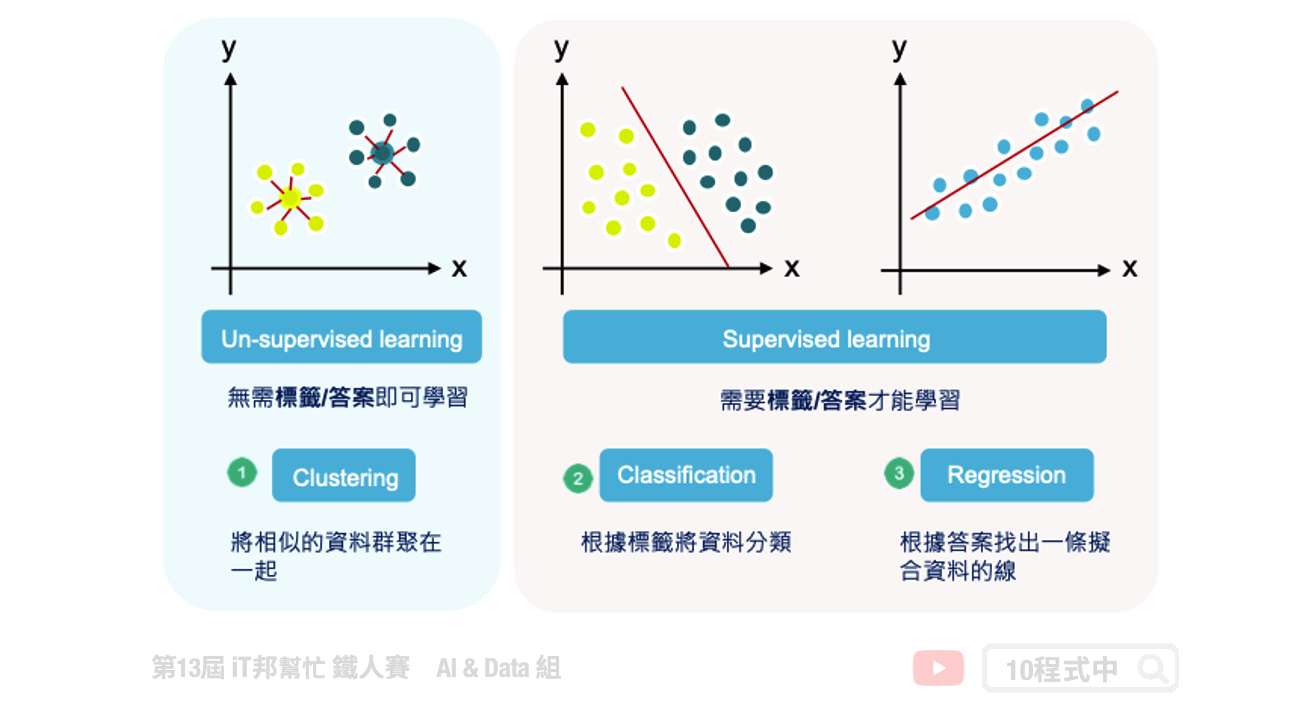 y
x
Un-supervised learning
無需標籤/答案即可學習
1 Clustering
將相似的資料群聚在
一起
y
x
y
x
Supervised learning
需要標籤/答案才能學習
2 Classification
根據標籤將資料分類
3 Regression
根據答案找出一條擬
合資料的線
第13屆 iT邦幫忙 鐵人賽 AI & Data 組
10程式中